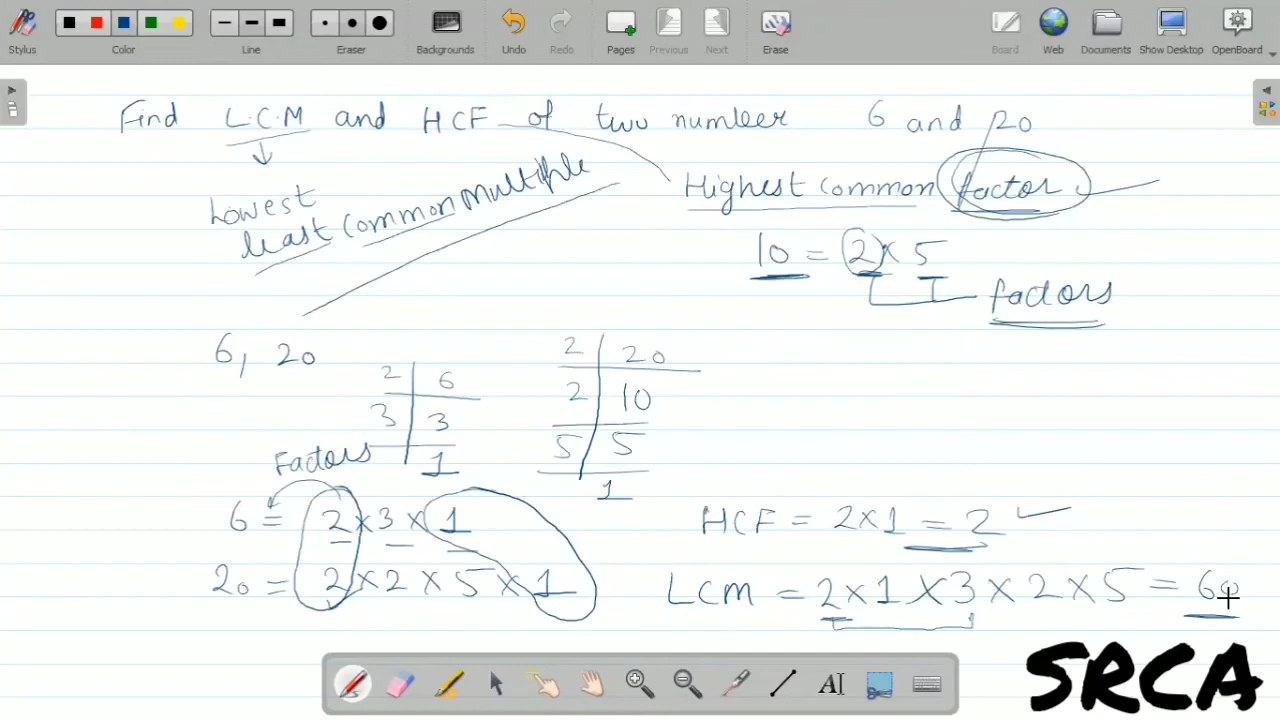 Stylus Color Line Eraser Backgrounds Undo Redo Pages Previous Next Erase Board Web Documents Show Desktop OpenBoard
Find L.C.M and HCF of two number 6 and 20
Lowest
least common Multiple
Highest common factor
10 = 2 × 5
factors
6, 20
2 | 6
3 | 3
1
2 | 20
2 | 10
5 | 5
1
Factors
6 = 2 × 3 × 1
20 = 2 × 2 × 5 × 1
HCF = 2 × 1 = 2
LCM = 2 × 1 × 3 × 2 × 5 = 60
SRCA
AI